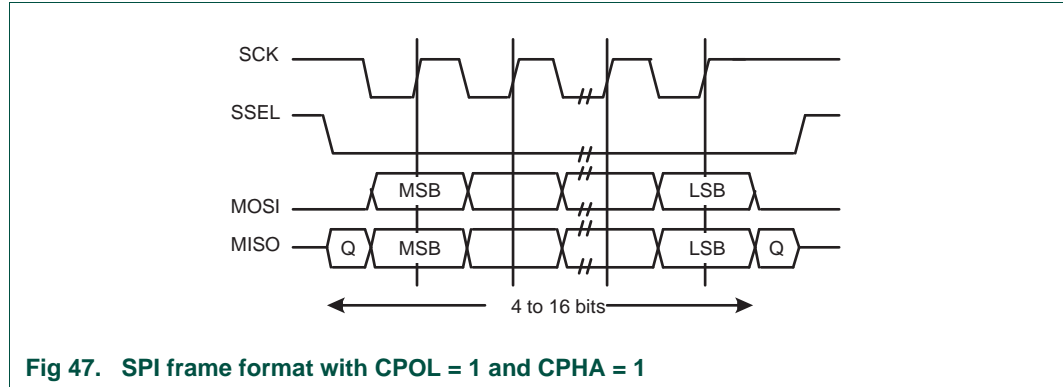 SCK
SSEL
MOSI MSB LSB
MISO Q MSB LSB Q
4 to 16 bits
Fig 47. SPI frame format with CPOL = 1 and CPHA = 1